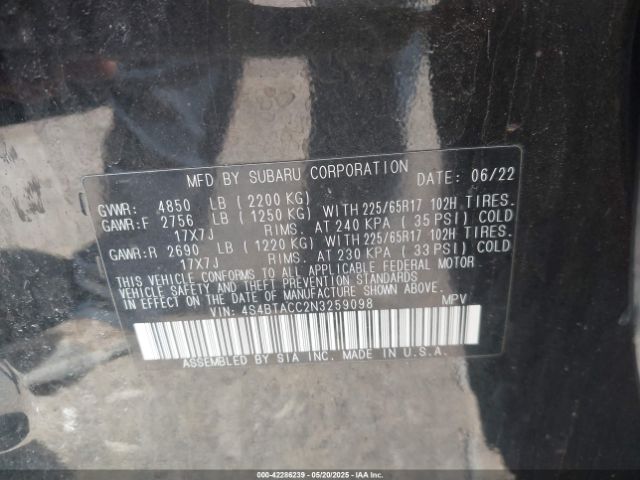 MFD BY SUBARU CORPORATION DATE: 06/22
GVWR: 4850 LB (2200 KG)
GAWR:F 2756 LB (1250 KG) WITH 225/65R17 102H TIRES.
17X7J RIMS. AT 240 KPA (35 PSI) COLD
GAWR:R 2690 LB (1220 KG) WITH 225/65R17 102H TIRES.
17X7J RIMS. AT 230 KPA (33 PSI) COLD
THIS VEHICLE CONFORMS TO ALL APPLICABLE FEDERAL MOTOR
VEHICLE SAFETY, BUMPER, AND THEFT PREVENTION STANDARDS
IN EFFECT ON THE DATE OF MANUFACTURE SHOWN ABOVE.
VIN: 4S4BTACC2N3259098 MPV
ASSEMBLED BY SIA INC. MADE IN U.S.A.
000-42286239 - 05/20/2025 - IAAI.COM